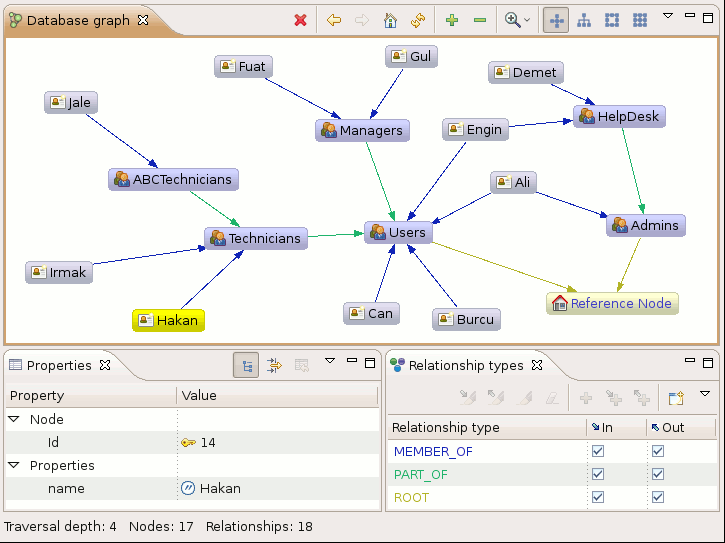 Database graph
Gul
Fuat
Demet
Jale
HelpDesk
Managers
Engin
ABCTechnicians
Ali
Admins
Users
Technicians
Irmak
Reference Node
Can
Hakan
Burcu
Properties
Relationship types
Property Value
Node
Id 14
Properties
name Hakan
Relationship type In Out
MEMBER_OF
PART_OF
ROOT
Traversal depth: 4 Nodes: 17 Relationships: 18